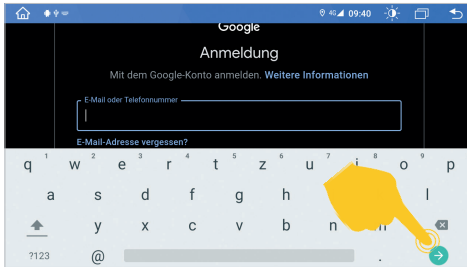 4G 09:40
Google
Anmeldung
Mit dem Google-Konto anmelden. Weitere Informationen
E-Mail oder Telefonnummer
E-Mail-Adresse vergessen?
q 1 w 2 e 3 r 4 t 5 z 6 u 7 i 8 o 9 p
a s d f g h l
y x c v b n m
?123 @ .